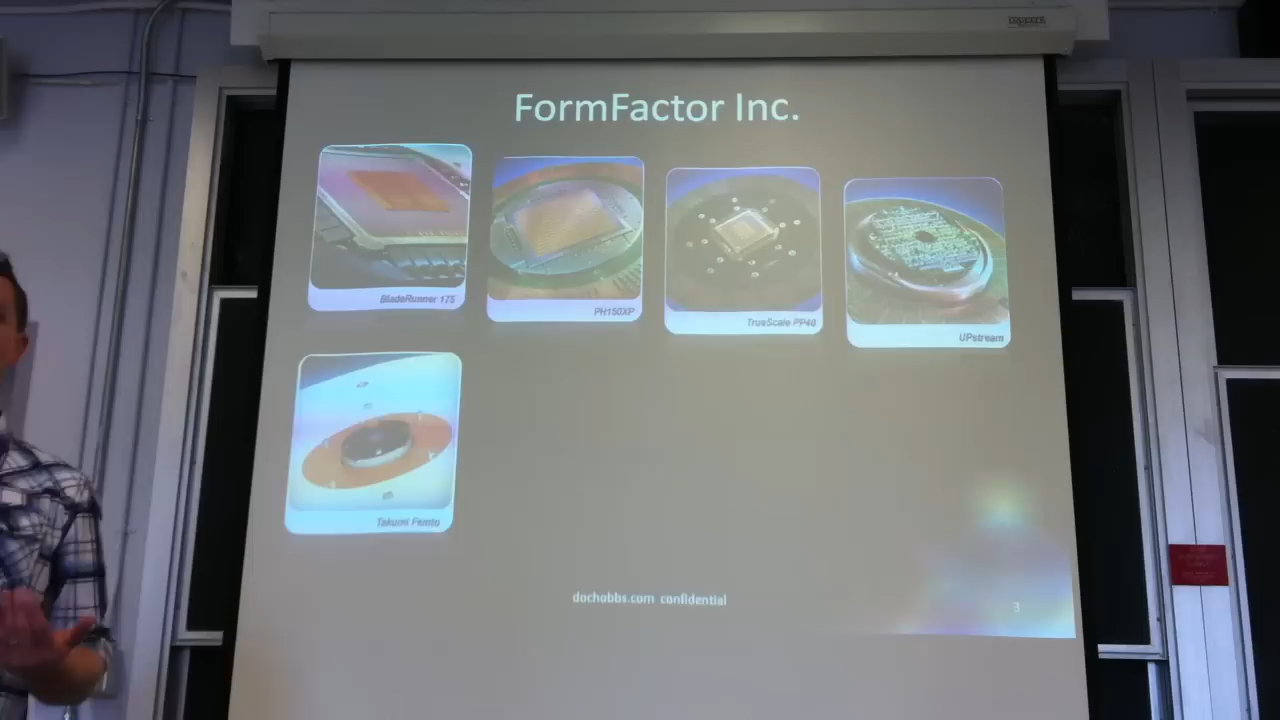 FormFactor Inc.
BladeRunner 175
PH150XP
TrueScale PP40
UPstream
Takumi Femto
dochobbs.com confidential
3